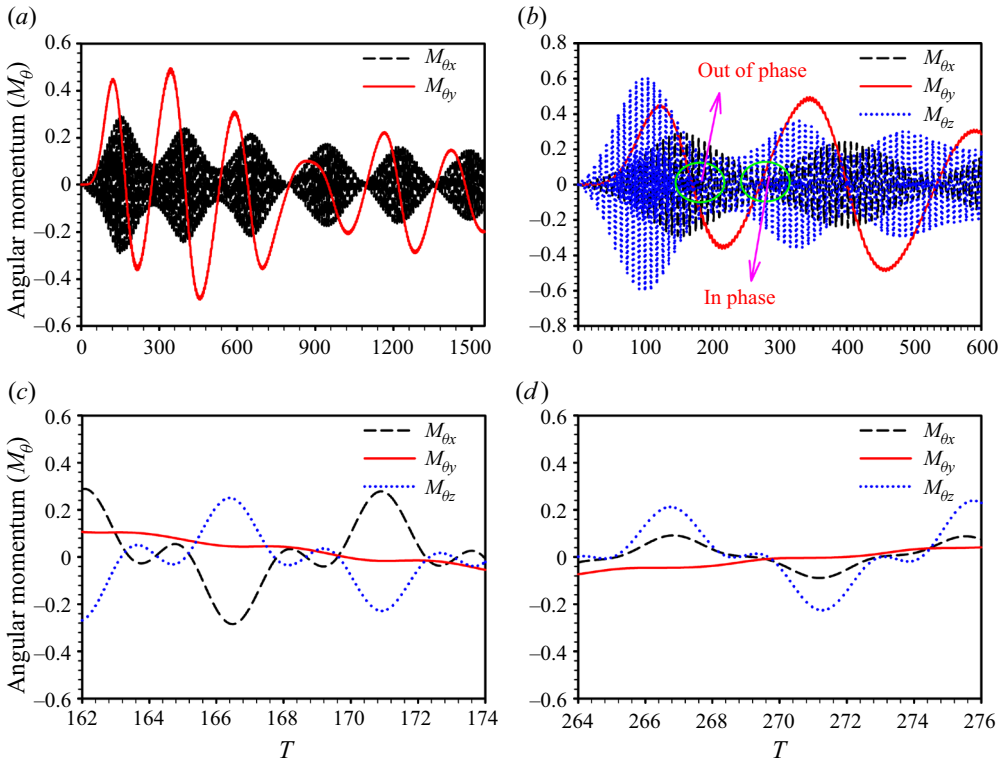 (a)
Angular momentum (Mθ)
0.6
0.4
0.2
0
–0.2
–0.4
–0.6
0 300 600 900 1200 1500
Mθx
Mθy
(b)
0.8
0.6
0.4
0.2
0
–0.2
–0.4
–0.6
–0.8
0 100 200 300 400 500 600
Out of phase
In phase
Mθx
Mθy
Mθz
(c)
Angular momentum (Mθ)
0.6
0.4
0.2
0
–0.2
–0.4
–0.6
162 164 166 168 170 172 174
T
Mθx
Mθy
Mθz
(d)
0.6
0.4
0.2
0
–0.2
–0.4
–0.6
264 266 268 270 272 274 276
T
Mθx
Mθy
Mθz